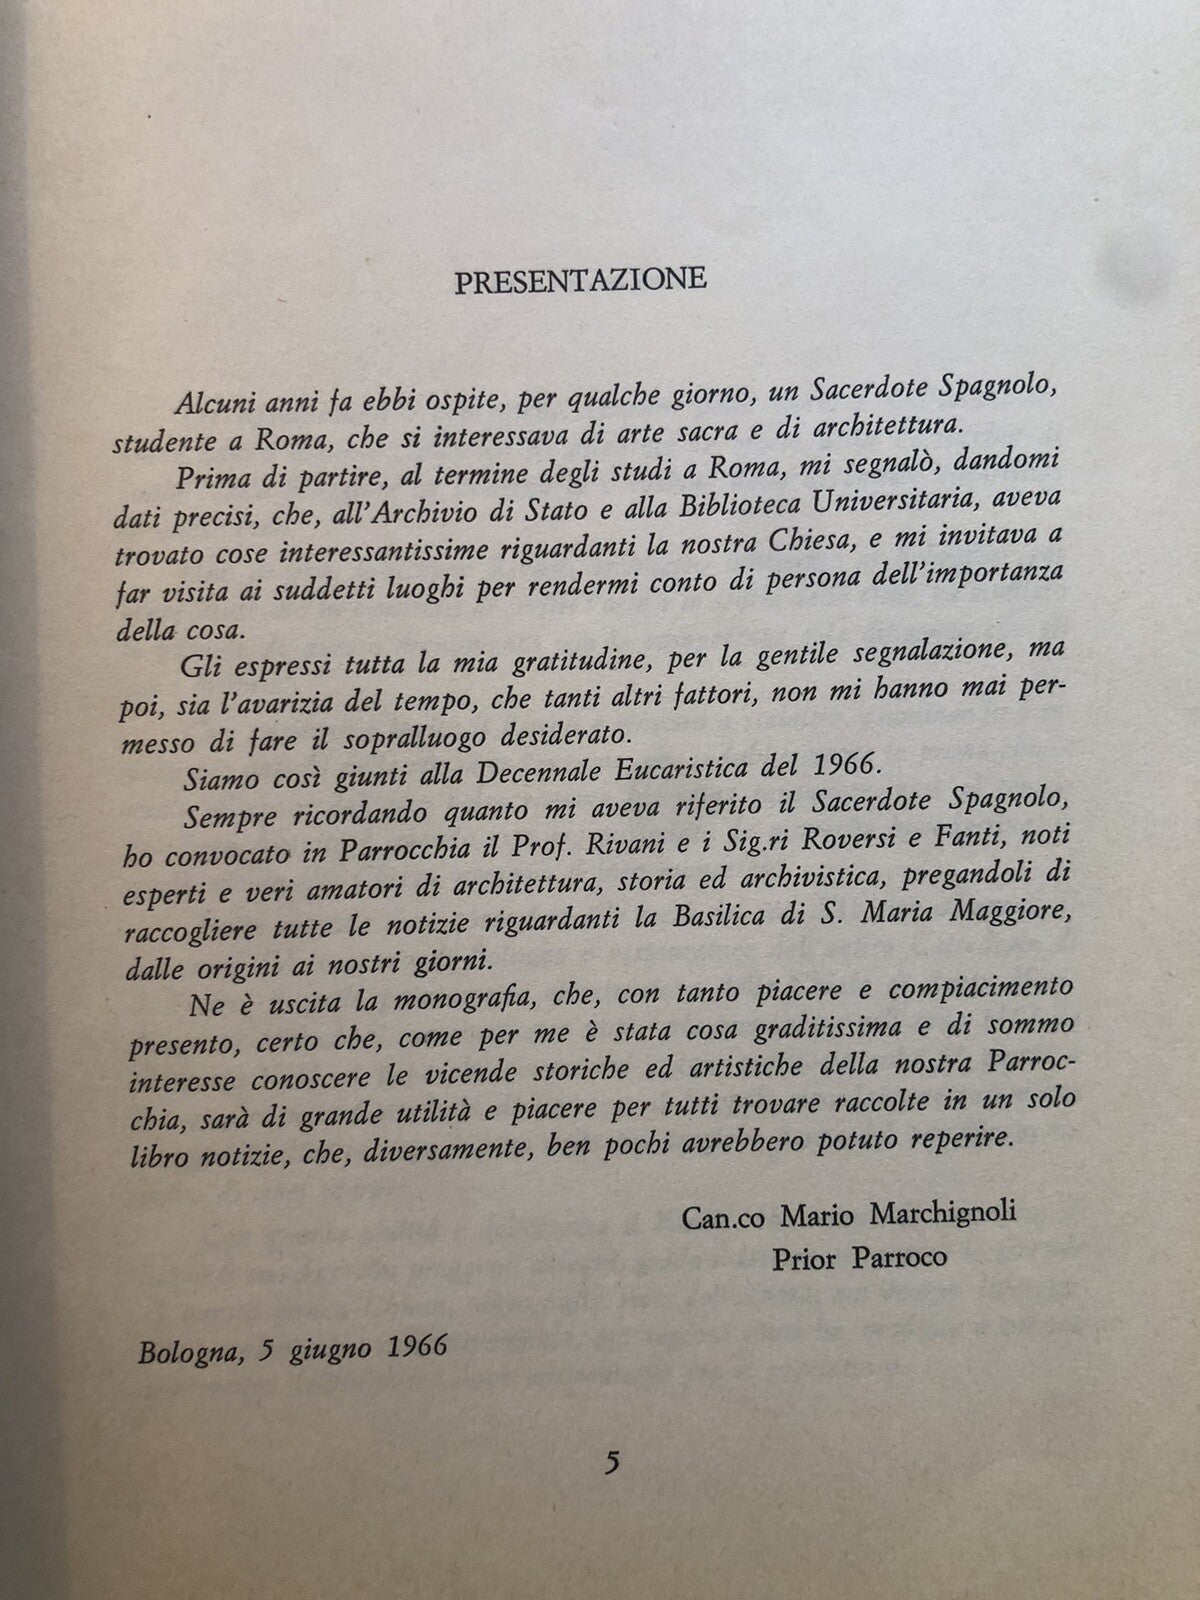 PRESENTAZIONE
Alcuni anni fa ebbi ospite, per qualche giorno, un Sacerdote Spagnolo,
studente a Roma, che si interessava di arte sacra e di architettura.
Prima di partire, al termine degli studi a Roma, mi segnalò, dandomi
dati precisi, che, all'Archivio di Stato e alla Biblioteca Universitaria, aveva
trovato cose interessantissime riguardanti la nostra Chiesa, e mi invitava a
far visita ai suddetti luoghi per rendermi conto di persona dell'importanza
della cosa.
Gli espressi tutta la mia gratitudine, per la gentile segnalazione, ma
poi, sia l'avarizia del tempo, che tanti altri fattori, non mi hanno mai per-
messo di fare il sopralluogo desiderato.
Siamo così giunti alla Decennale Eucaristica del 1966.
Sempre ricordando quanto mi aveva riferito il Sacerdote Spagnolo,
ho convocato in Parrocchia il Prof. Rivani e i Sig.ri Roversi e Fanti, noti
esperti e veri amatori di architettura, storia ed archivistica, pregandoli di
raccogliere tutte le notizie riguardanti la Basilica di S. Maria Maggiore,
dalle origini ai nostri giorni.
Ne è uscita la monografia, che, con tanto piacere e compiacimento
presento, certo che, come per me è stata cosa graditissima e di sommo
interesse conoscere le vicende storiche ed artistiche della nostra Parroc-
chia, sarà di grande utilità e piacere per tutti trovare raccolte in un solo
libro notizie, che, diversamente, ben pochi avrebbero potuto reperire.
Can.co Mario Marchignoli
Prior Parroco
Bologna, 5 giugno 1966
5